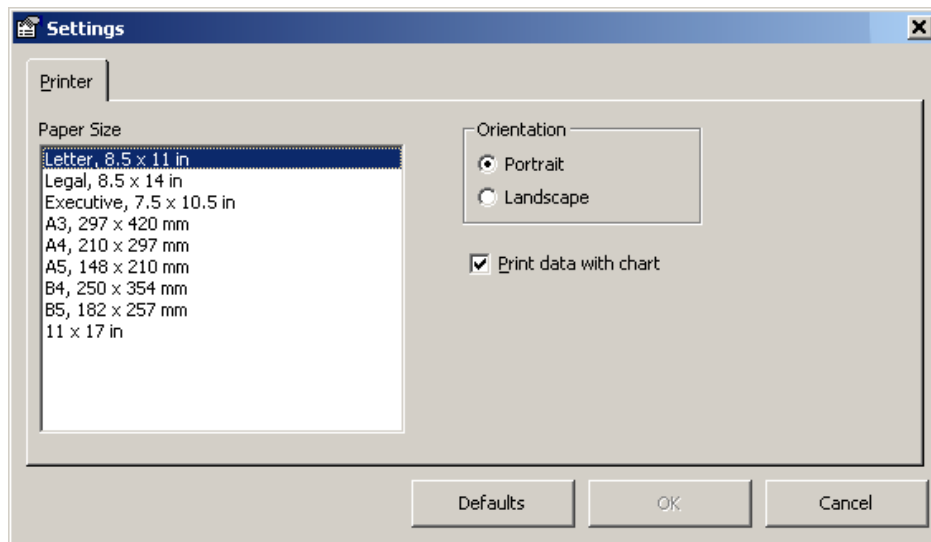 Settings
Printer
Paper Size
Letter, 8.5 x 11 in
Legal, 8.5 x 14 in
Executive, 7.5 x 10.5 in
A3, 297 x 420 mm
A4, 210 x 297 mm
A5, 148 x 210 mm
B4, 250 x 354 mm
B5, 182 x 257 mm
11 x 17 in
Orientation
Portrait
Landscape
Print data with chart
Defaults
OK
Cancel